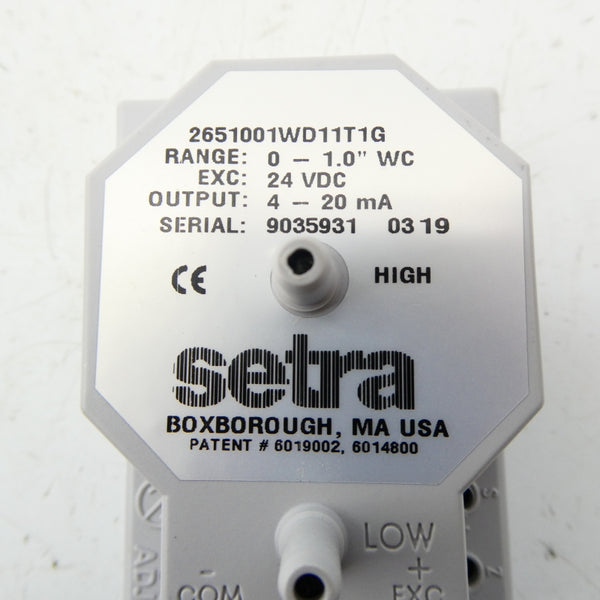 2651001WD11T1G
RANGE: 0 – 1.0" WC
EXC: 24 VDC
OUTPUT: 4 – 20 mA
SERIAL: 9035931 03 19
CE HIGH
setra
BOXBOROUGH, MA USA
PATENT # 6019002, 6014800
LOW
- +
COM EXC
ADJ
S
Z